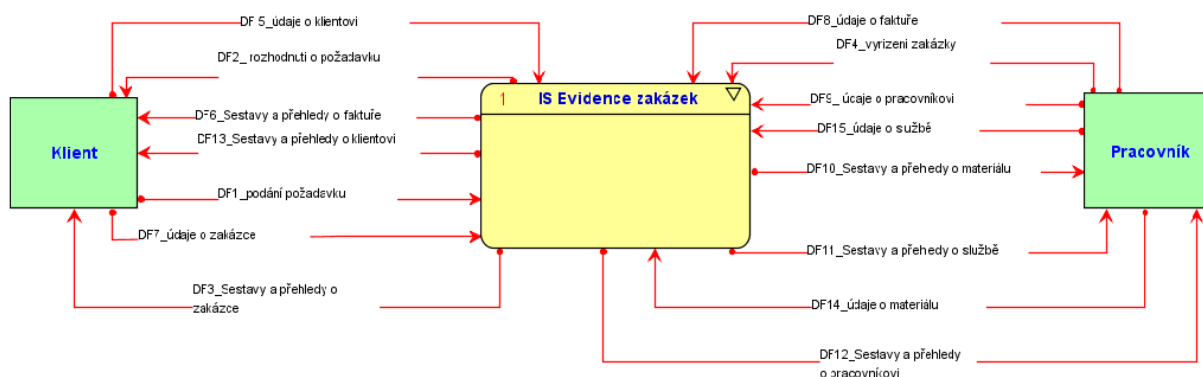 DF 5_údaje o klientovi
DF8_údaje o faktuře
DF2_ rozhodnuti o požadavku
DF4_vyrizeni zakázky
1
IS Evidence zakázek
DF9_ údaje o pracovníkovi
DF6_Sestavy a přehledy o faktuře
DF15_údaje o službě
DF13_Sestavy a přehledy o klientovi
Klient
Pracovník
DF10_Sestavy a přehedy o materiálu
DF1_podání požadavku
DF7_údaje o zakázce
DF11_Sestavy a přehedy o službě
DF3_Sestavy a přehledy o
zakázce
DF14_údaje o materiálu
DF12_Sestavy a přehledy
o pracovníkovi